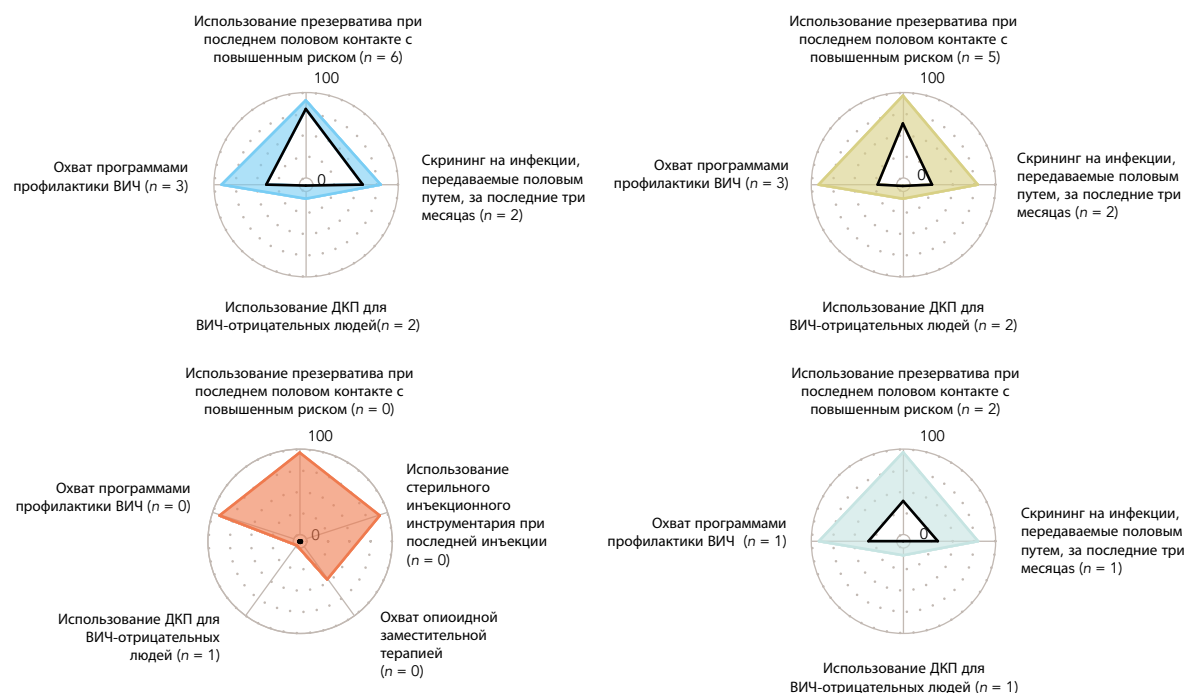 Использование презерватива при
последнем половом контакте с
повышенным риском (n = 6)
100
Охват программами
профилактики ВИЧ (n = 3)
0
Скрининг на инфекции,
передаваемые половым
путем, за последние три
месяцаs (n = 2)
Использование ДКП для
ВИЧ-отрицательных людей(n = 2)
Использование презерватива при
последнем половом контакте с
повышенным риском (n = 5)
100
Охват программами
профилактики ВИЧ (n = 3)
0
Скрининг на инфекции,
передаваемые половым
путем, за последние три
месяцаs (n = 2)
Использование ДКП для
ВИЧ-отрицательных людей (n = 2)
Использование презерватива при
последнем половом контакте с
повышенным риском (n = 0)
100
Охват программами
профилактики ВИЧ (n = 0)
0
Использование
стерильного
инъекционного
инструментария при
последней инъекции
(n = 0)
Использование ДКП для
ВИЧ-отрицательных
людей (n = 1)
Охват опиоидной
заместительной
терапией
(n = 0)
Использование презерватива при
последнем половом контакте с
повышенным риском (n = 2)
100
Охват программами
профилактики ВИЧ (n = 1)
0
Скрининг на инфекции,
передаваемые половым
путем, за последние три
месяцаs (n = 1)
Использование ДКП для
ВИЧ-отрицательных людей (n = 1)